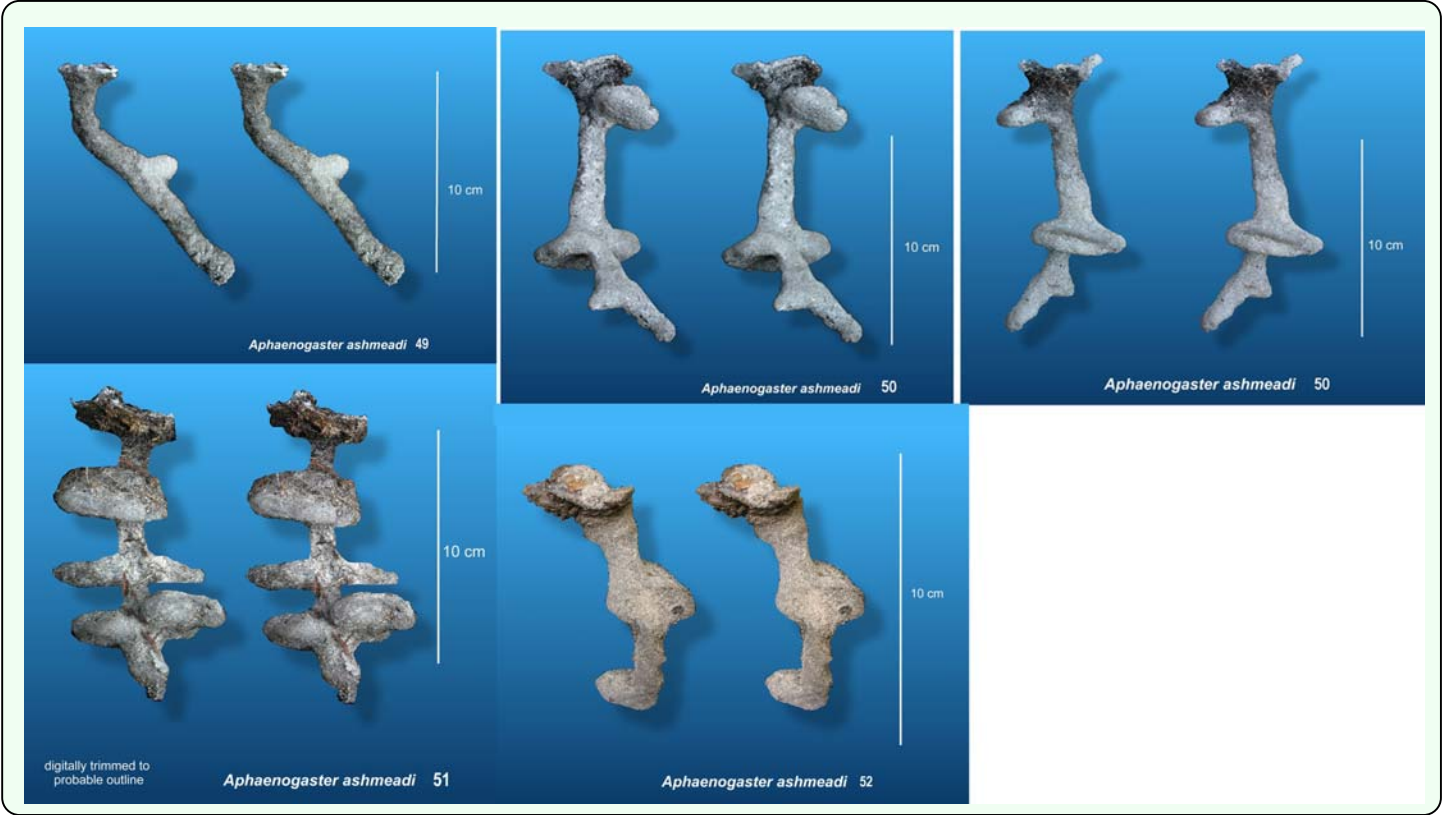 10 cm
Aphaenogaster ashmeadi 49
10 cm
Aphaenogaster ashmeadi 50
10 cm
Aphaenogaster ashmeadi 50
10 cm
digitally trimmed to
probable outline
Aphaenogaster ashmeadi 51
10 cm
Aphaenogaster ashmeadi 52